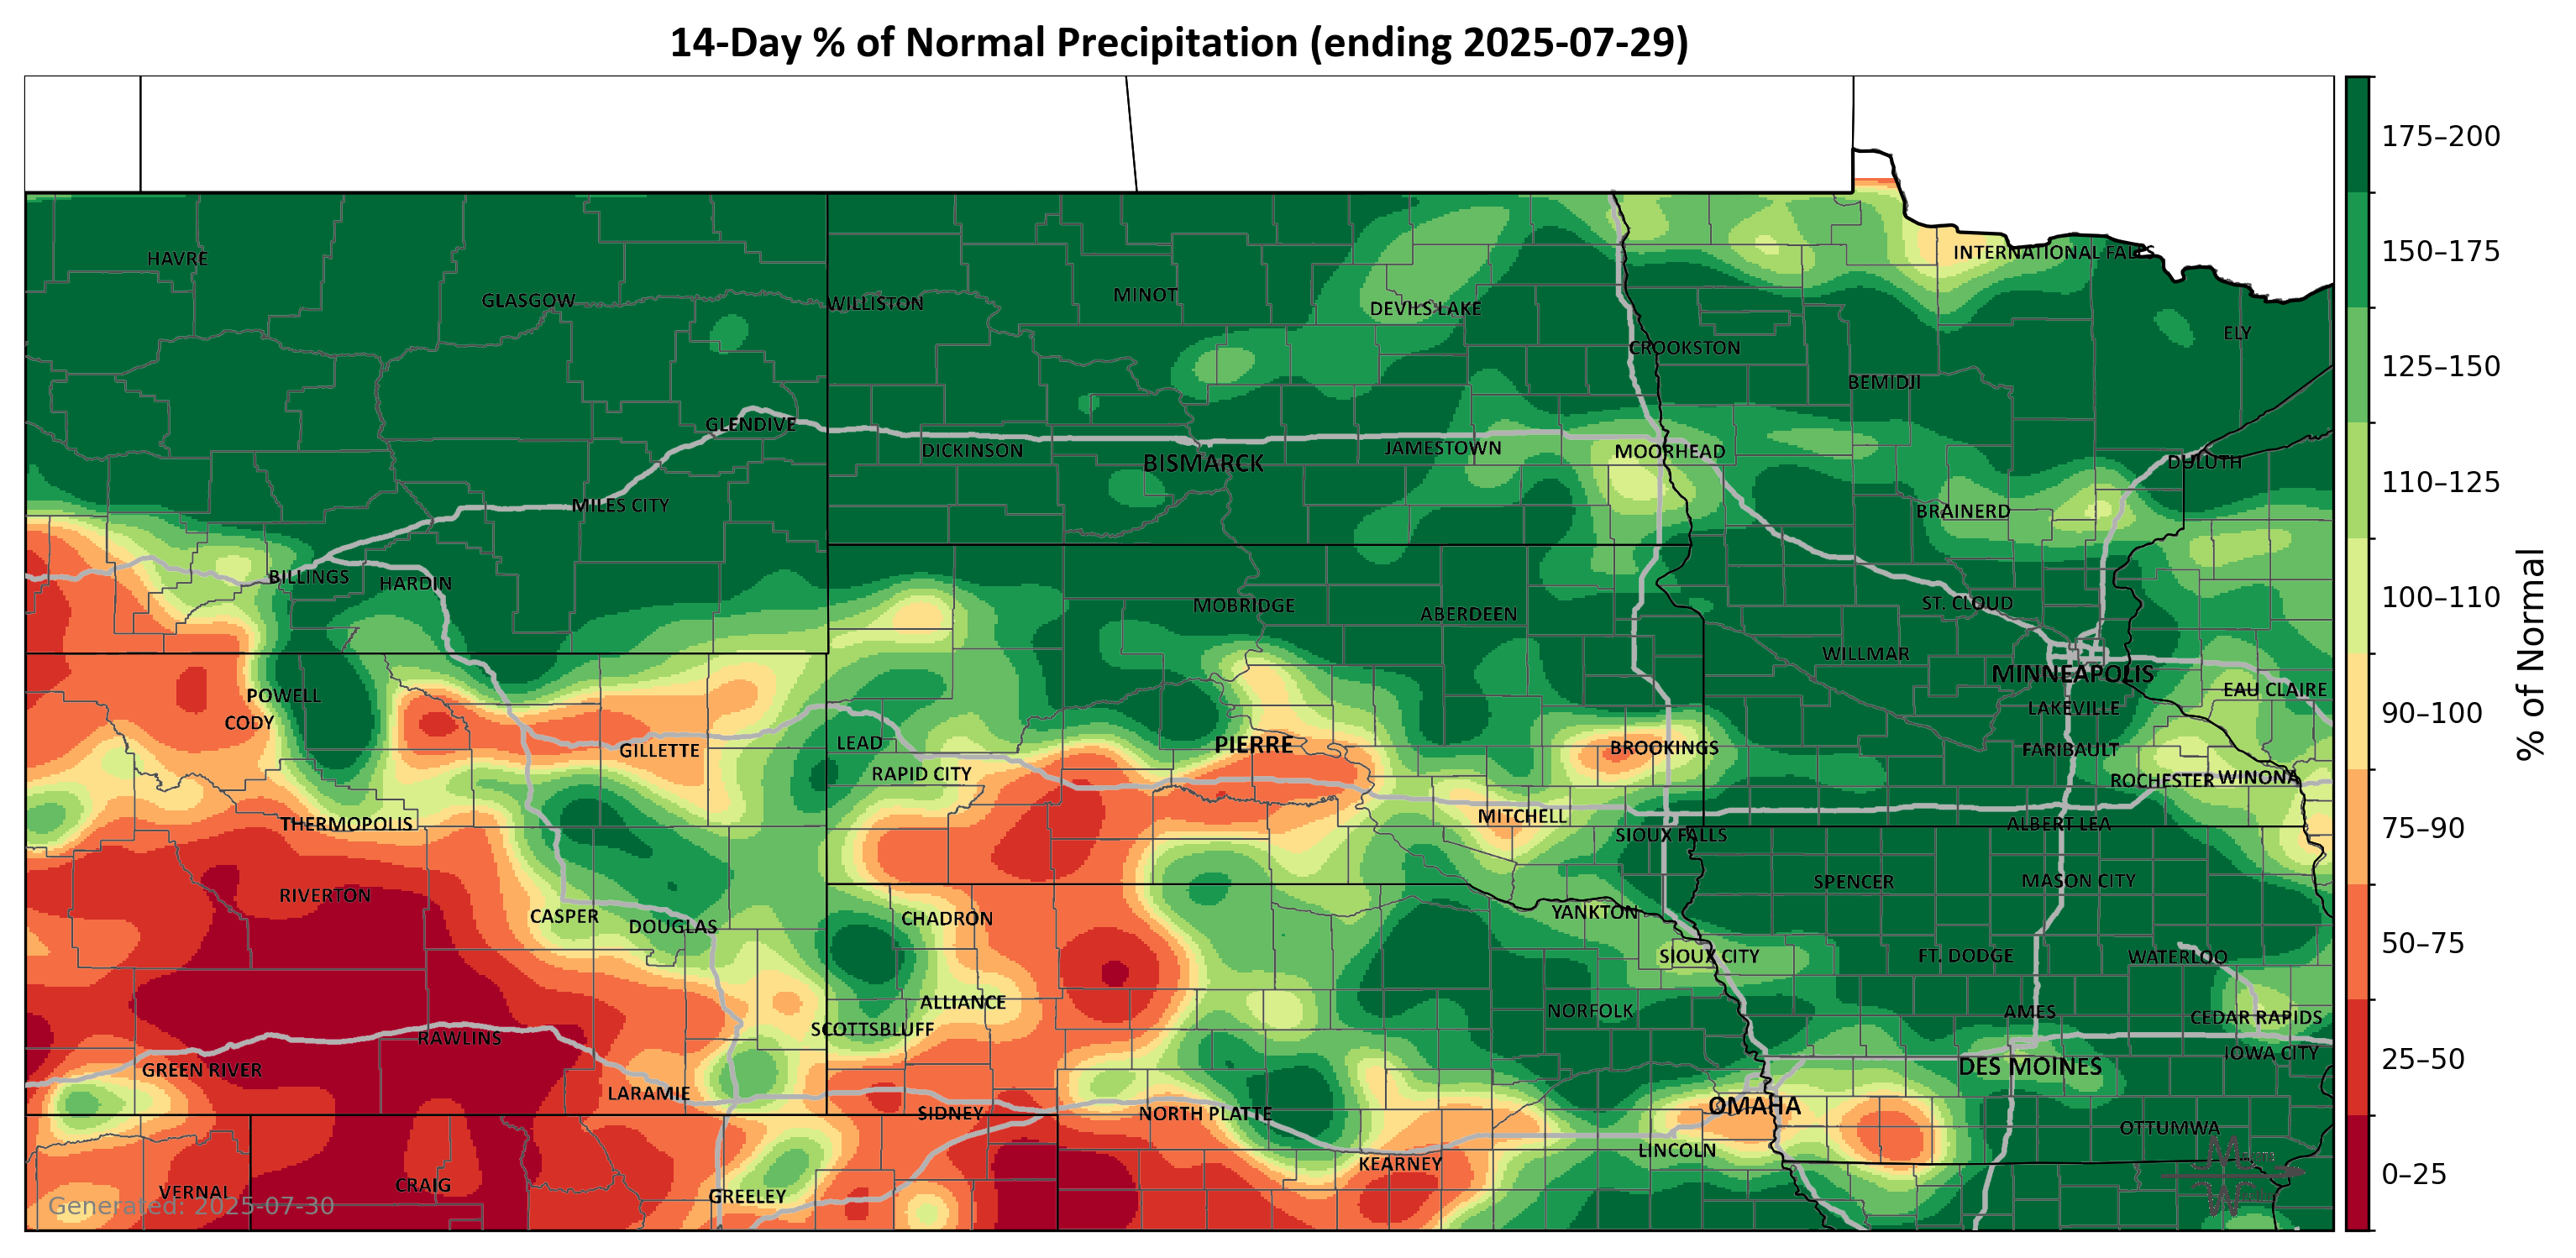 14-Day % of Normal Precipitation (ending 2025-07-29)
175–200
HAVRE
150–175
INTERNATIONAL FALLS
GLASGOW
WILLISTON
MINOT
DEVILS LAKE
ELY
CROOKSTON
125–150
BEMIDJI
GLENDIVE
DICKINSON
BISMARCK
JAMESTOWN
MOORHEAD
DULUTH
110–125
MILES CITY
BRAINERD
BILLINGS
HARDIN
100–110
MOBRIDGE
ABERDEEN
ST. CLOUD
WILLMAR
MINNEAPOLIS
% of Normal
POWELL
EAU CLAIRE
CODY
LAKEVILLE
90–100
GILLETTE
LEAD
PIERRE
BROOKINGS
FARIBAULT
RAPID CITY
ROCHESTER
WINONA
THERMOPOLIS
MITCHELL
ALBERT LEA
75–90
SIOUX FALLS
RIVERTON
SPENCER
MASON CITY
CASPER
DOUGLAS
CHADRON
YANKTON
50–75
SIOUX CITY
FT. DODGE
WATERLOO
ALLIANCE
NORFOLK
AMES
SCOTTSBLUFF
CEDAR RAPIDS
RAWLINS
IOWA CITY
25–50
GREEN RIVER
LARAMIE
DES MOINES
SIDNEY
NORTH PLATTE
OMAHA
OTTUMWA
LINCOLN
KEARNEY
0–25
VERNAL
CRAIG
GREELEY
Generated: 2025-07-30